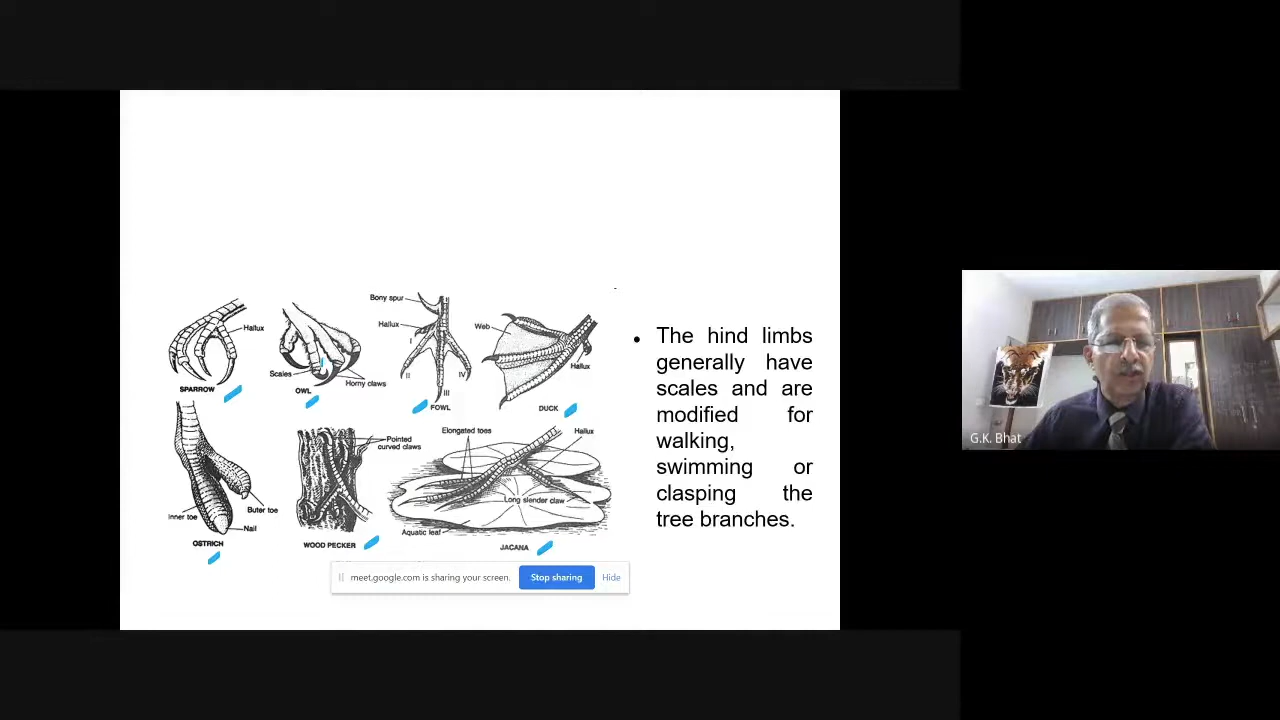 Bony spur
Hallux
Hallux
I
II
III
IV
Web
Hallux
Scales
Horny claws
SPARROW
OWL
FOWL
DUCK
Elongated toes
Hallux
Pointed
curved claws
Long slender claw
Inner toe
Outer toe
Nail
Aquatic leaf
OSTRICH
WOOD PECKER
JACANA
• The hind limbs
generally have
scales and are
modified for
walking,
swimming or
clasping the
tree branches.
meet.google.com is sharing your screen.
Stop sharing
Hide
G.K. Bhat